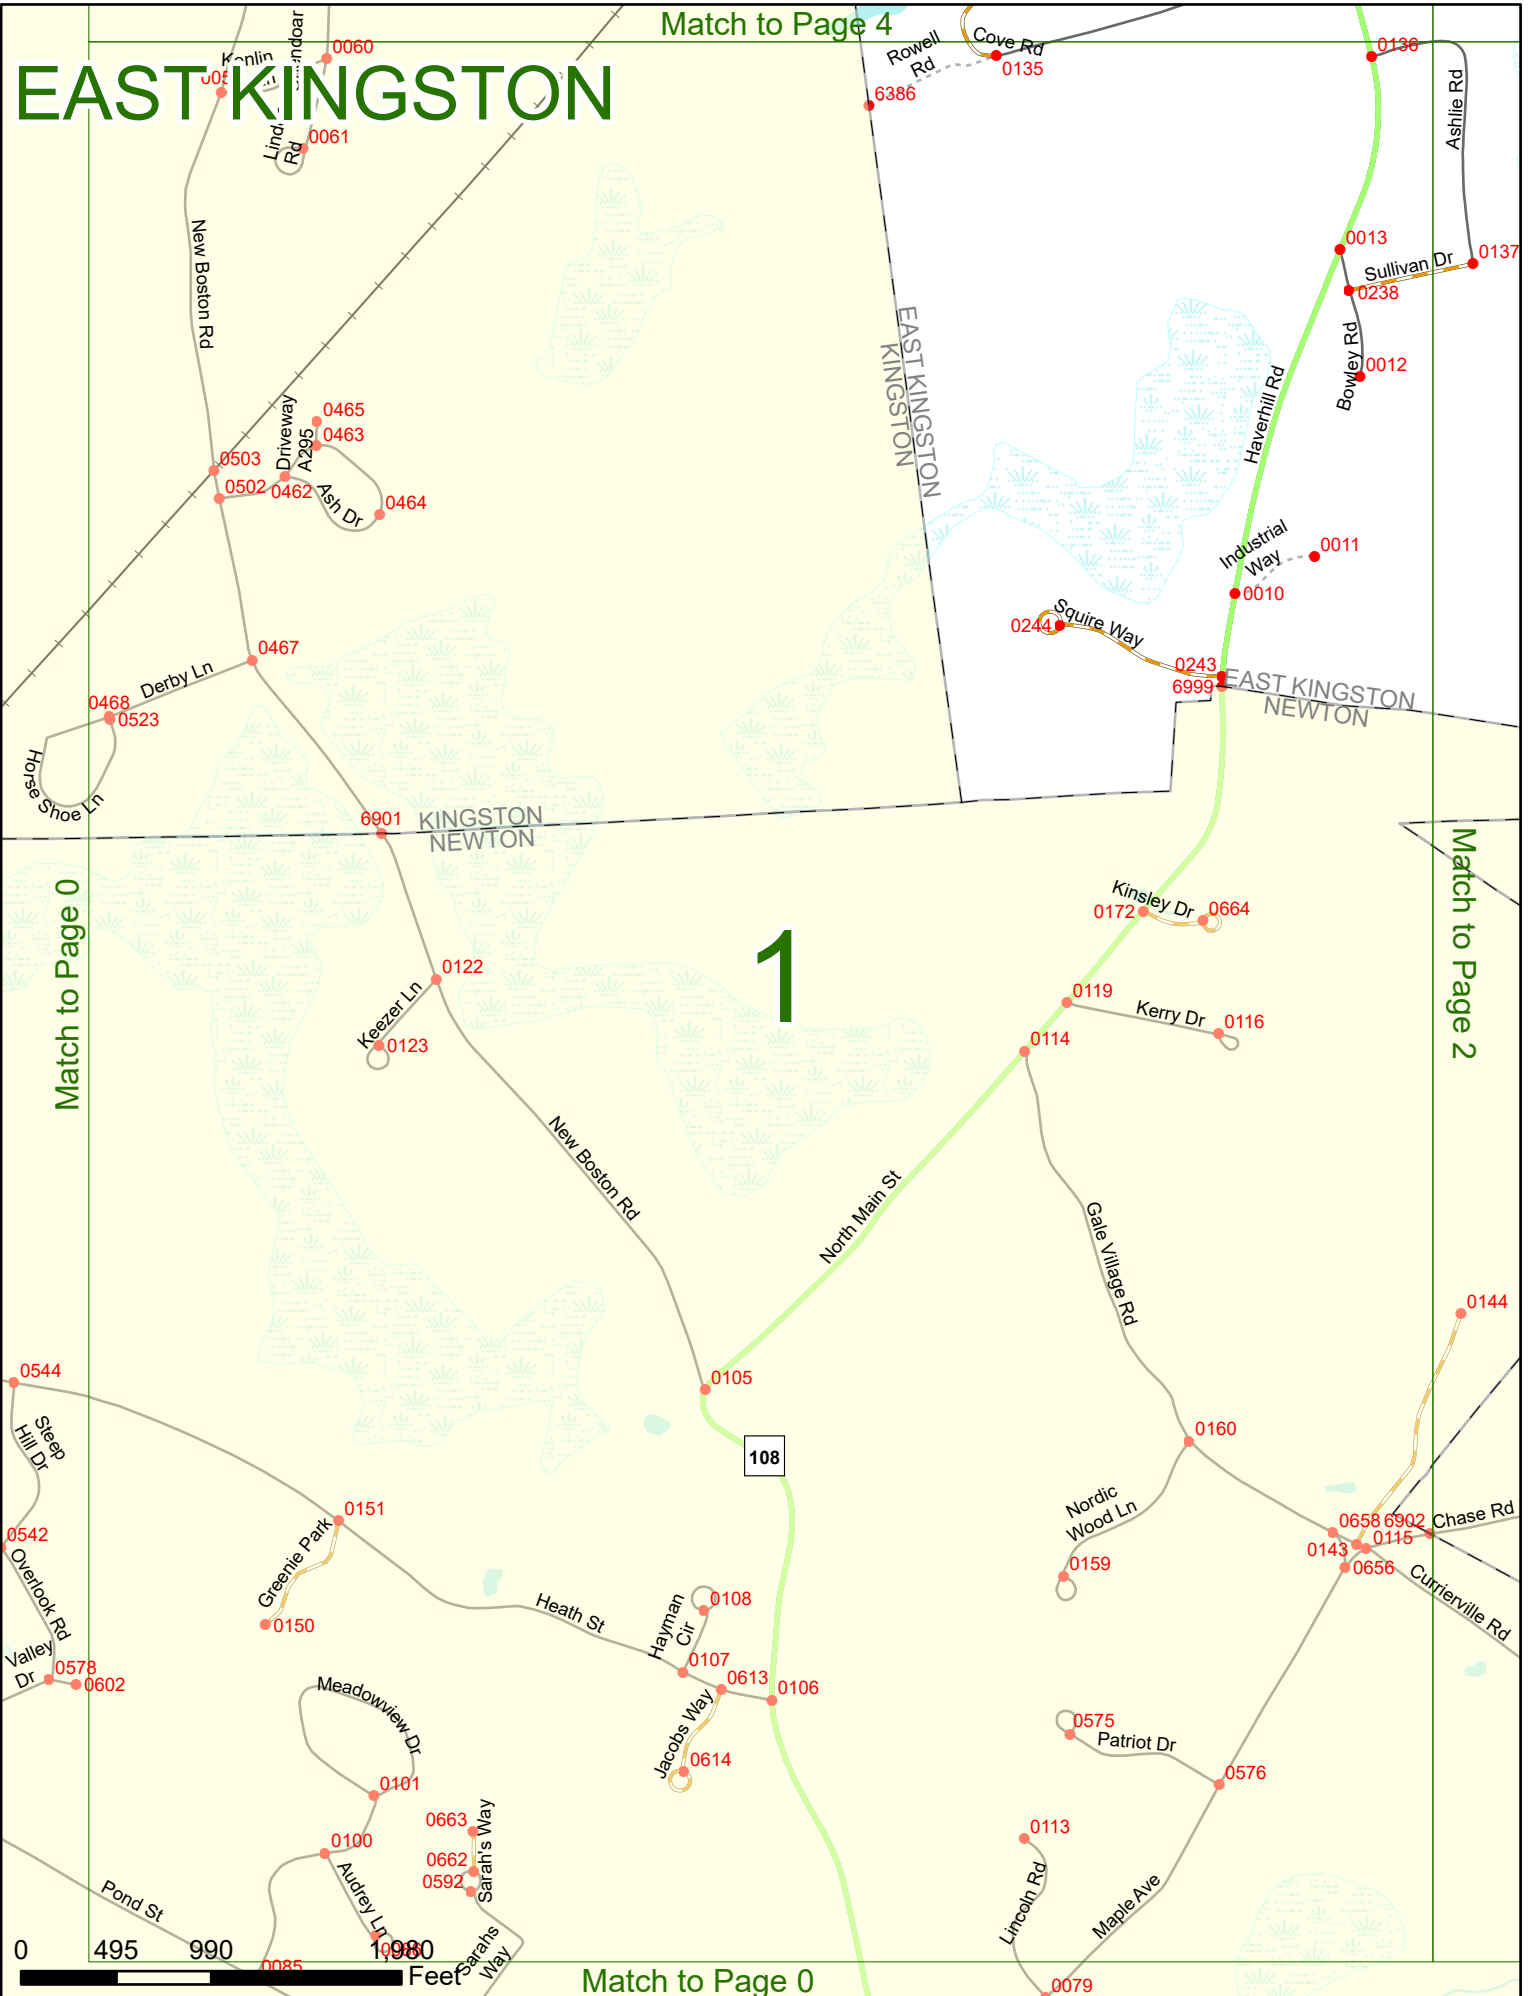 Match to Page 4
EAST KINGSTON
0060
0061
Rd
Rowell
Rd
Cove Rd
0135
6386
0136
Ashlie Rd
New Boston Rd
0013
Sullivan Dr
0137
0238
Bowley Rd
0012
EAST KINGSTON
KINGSTON
Haverhill Rd
0465
0463
Driveway
A295
0503
0502
0462
Ash Dr
0464
Industrial
Way
0011
0010
0244
Squire Way
0243
6999
EAST KINGSTON
NEWTON
0467
Derby Ln
0468
0523
Horse Shoe Ln
6901
KINGSTON
NEWTON
Match to Page 0
Match to Page 2
1
Kinsley Dr
0172
0664
0122
Keezer Ln
0123
0119
Kerry Dr
0116
0114
New Boston Rd
North Main St
Gale Village Rd
0144
0544
Steep
Hill Dr
0105
108
0160
0151
Greenie Park
0150
0542
Overlook Rd
Nordic
Wood Ln
0159
0658
6902
Chase Rd
0143
0115
0656
Currierville Rd
Heath St
Hayman
Cir
0108
0107
0613
0106
Valley
Dr
0578
0602
Meadowview Dr
Jacobs Way
0614
0575
Patriot Dr
0576
0101
0100
0663
0662
0592
Sarah's Way
0113
Lincoln Rd
Maple Ave
Audrey Ln
Pond St
Sarahs
Way
0085
0079
0 495 990 1,980
Feet
Match to Page 0